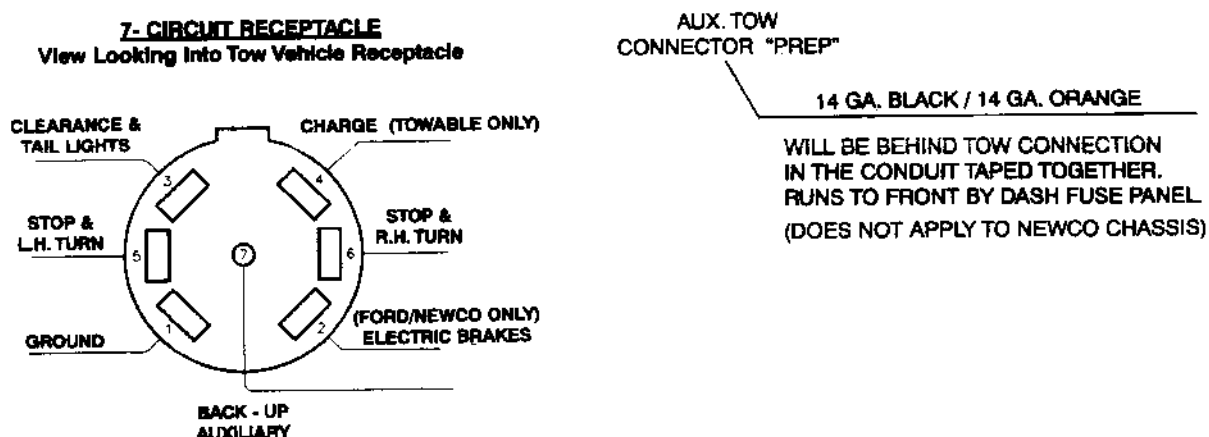 7- CIRCUIT RECEPTACLE
View Looking Into Tow Vehicle Receptacle
CLEARANCE &
TAIL LIGHTS
CHARGE (TOWABLE ONLY)
3
4
STOP &
L.H. TURN
STOP &
R.H. TURN
5
7
6
1
2
GROUND
(FORD/NEWCO ONLY)
ELECTRIC BRAKES
BACK - UP
AUXILIARY
AUX. TOW
CONNECTOR "PREP"
14 GA. BLACK / 14 GA. ORANGE
WILL BE BEHIND TOW CONNECTION
IN THE CONDUIT TAPED TOGETHER.
RUNS TO FRONT BY DASH FUSE PANEL
(DOES NOT APPLY TO NEWCO CHASSIS)